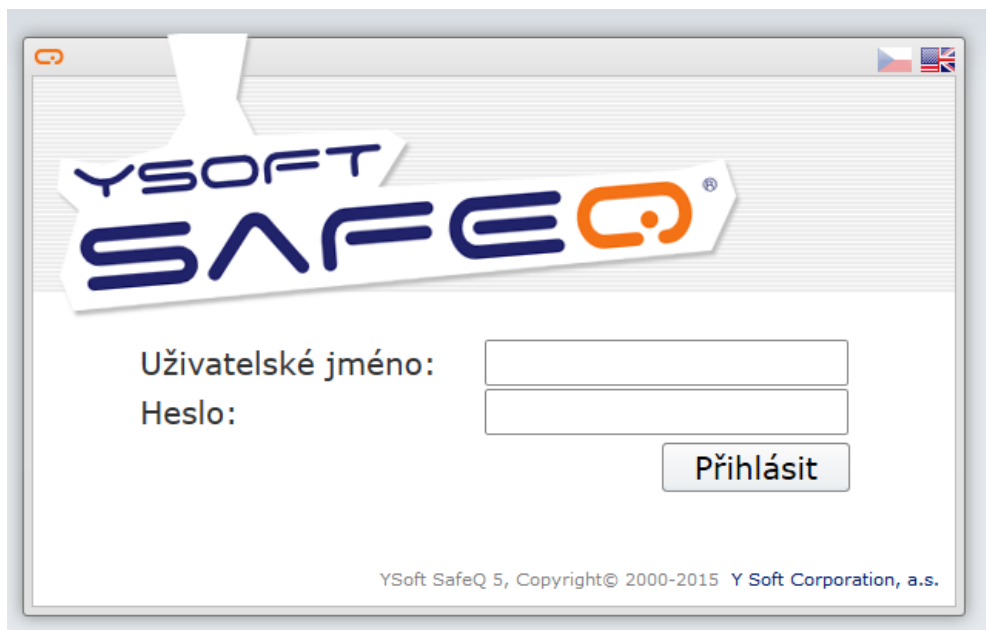 YSOFT
SAFEQ®
Uživatelské jméno:
Heslo:
Přihlásit
YSoft SafeQ 5, Copyright© 2000-2015 Y Soft Corporation, a.s.